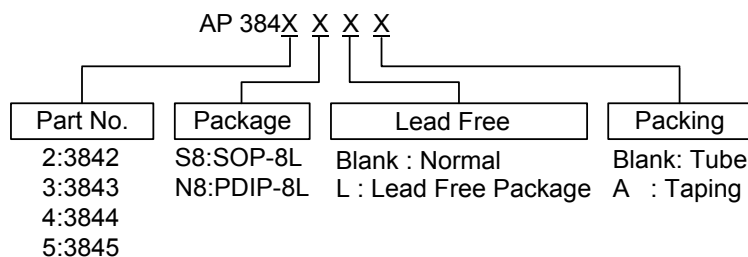 AP 384X X X X
Part No. Package Lead Free Packing
2:3842 S8:SOP-8L Blank : Normal Blank: Tube
3:3843 N8:PDIP-8L L : Lead Free Package A : Taping
4:3844
5:3845